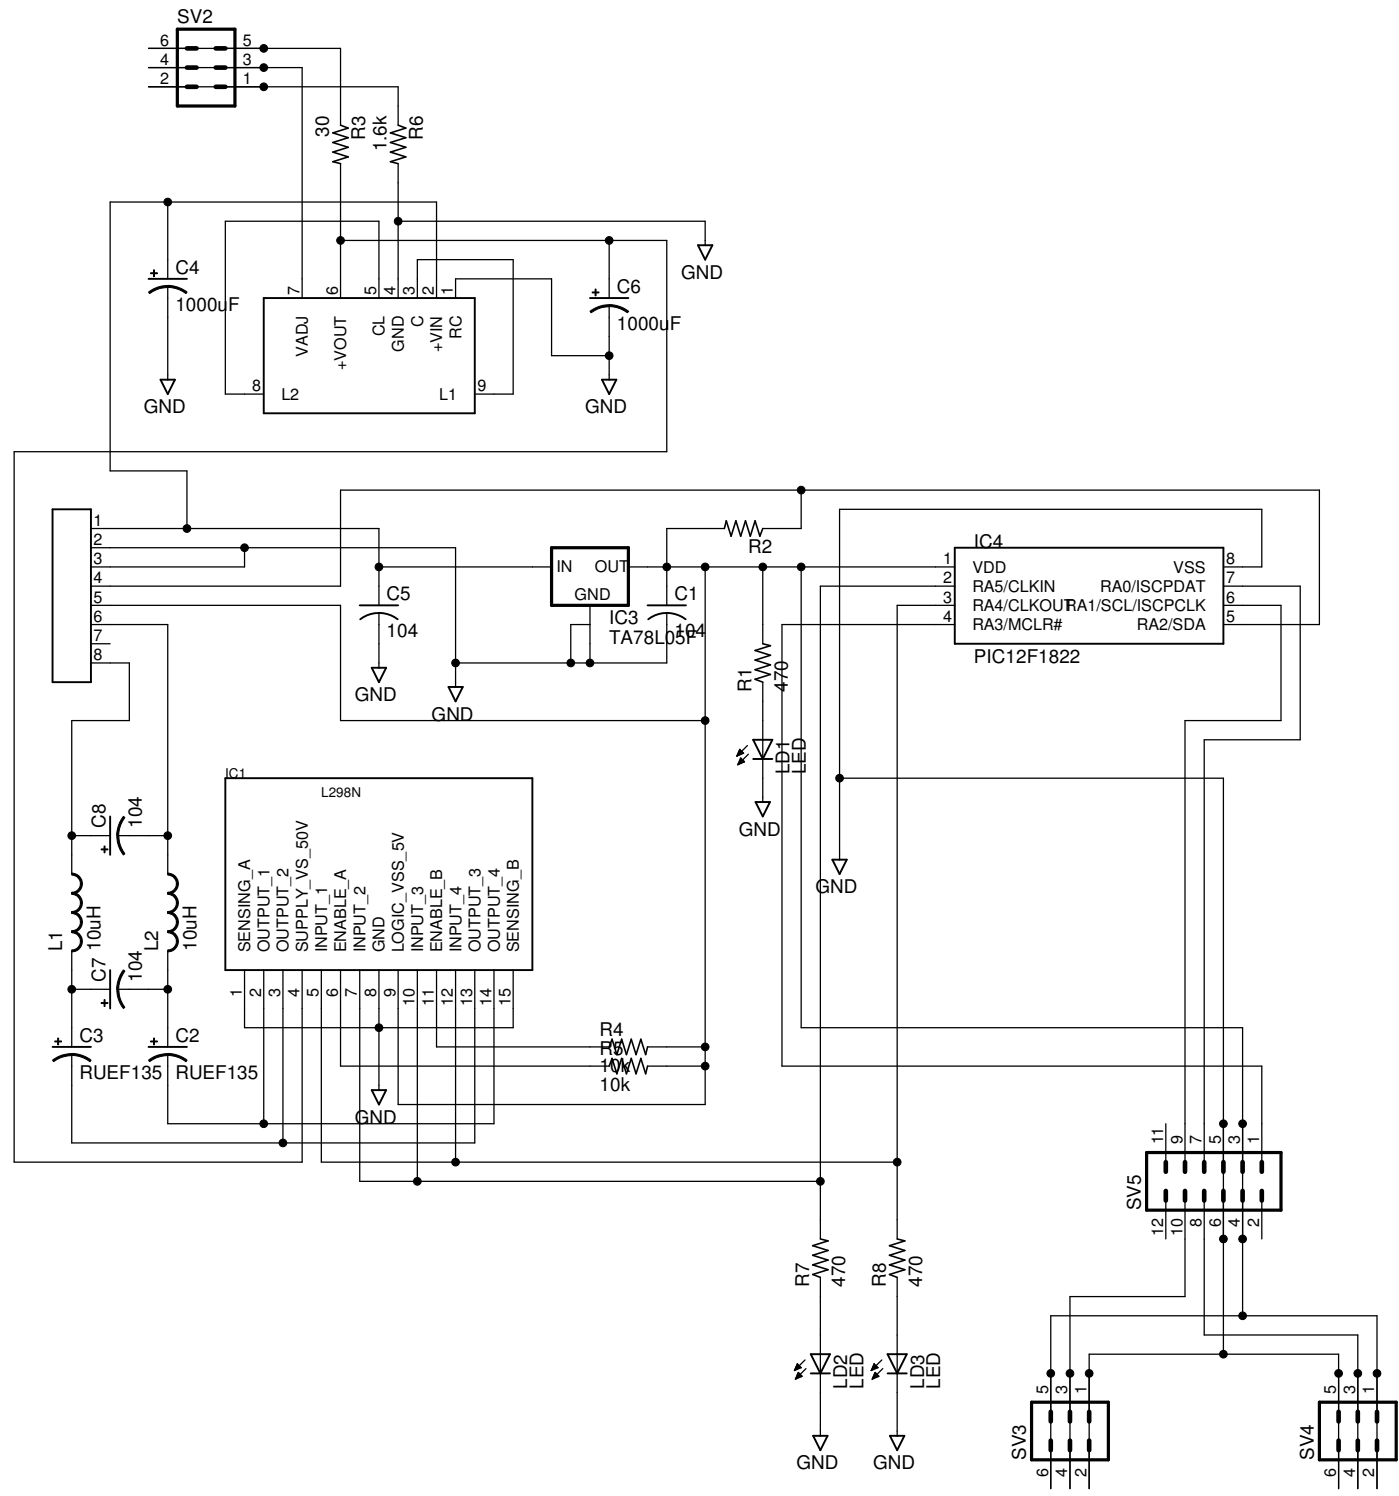 SV2
6 5
4 3
2 1
30
R3
1.6k
R6
C4
1000uF
GND
GND
C6
1000uF
GND
7 6 5 4 3 2 1
VADJ
+VOUT
CL
GND
C
+VIN
RC
8 L2
L1 9
1
2
3
4
5
6
7
8
C5
104
GND
GND
IN OUT
GND
IC3
TA78L05F
C1
104
R2
R1
470
LD1
LED
GND
IC4
1 VDD VSS 8
2 RA5/CLKIN RA0/ISCPDAT 7
3 RA4/CLKOUT RA1/SCL/ISCPCLK 6
4 RA3/MCLR# RA2/SDA 5
PIC12F1822
GND
C8
104
L1
10uH
L2
10uH
C7
104
C3
RUEF135
C2
RUEF135
IC1
L298N
SENSING_A
OUTPUT_1
OUTPUT_2
SUPPLY_VS_50V
INPUT_1
ENABLE_A
INPUT_2
GND
LOGIC_VSS_5V
INPUT_3
ENABLE_B
INPUT_4
OUTPUT_3
OUTPUT_4
SENSING_B
1 2 3 4 5 6 7 8 9 10 11 12 13 14 15
GND
R4
R5
10k
10k
R7
470
R8
470
LD2
LED
LD3
LED
GND
GND
11 9 7 5 3 1
SV5
12 10 8 6 4 2
5 3 1
SV3
6 4 2
5 3 1
SV4
6 4 2